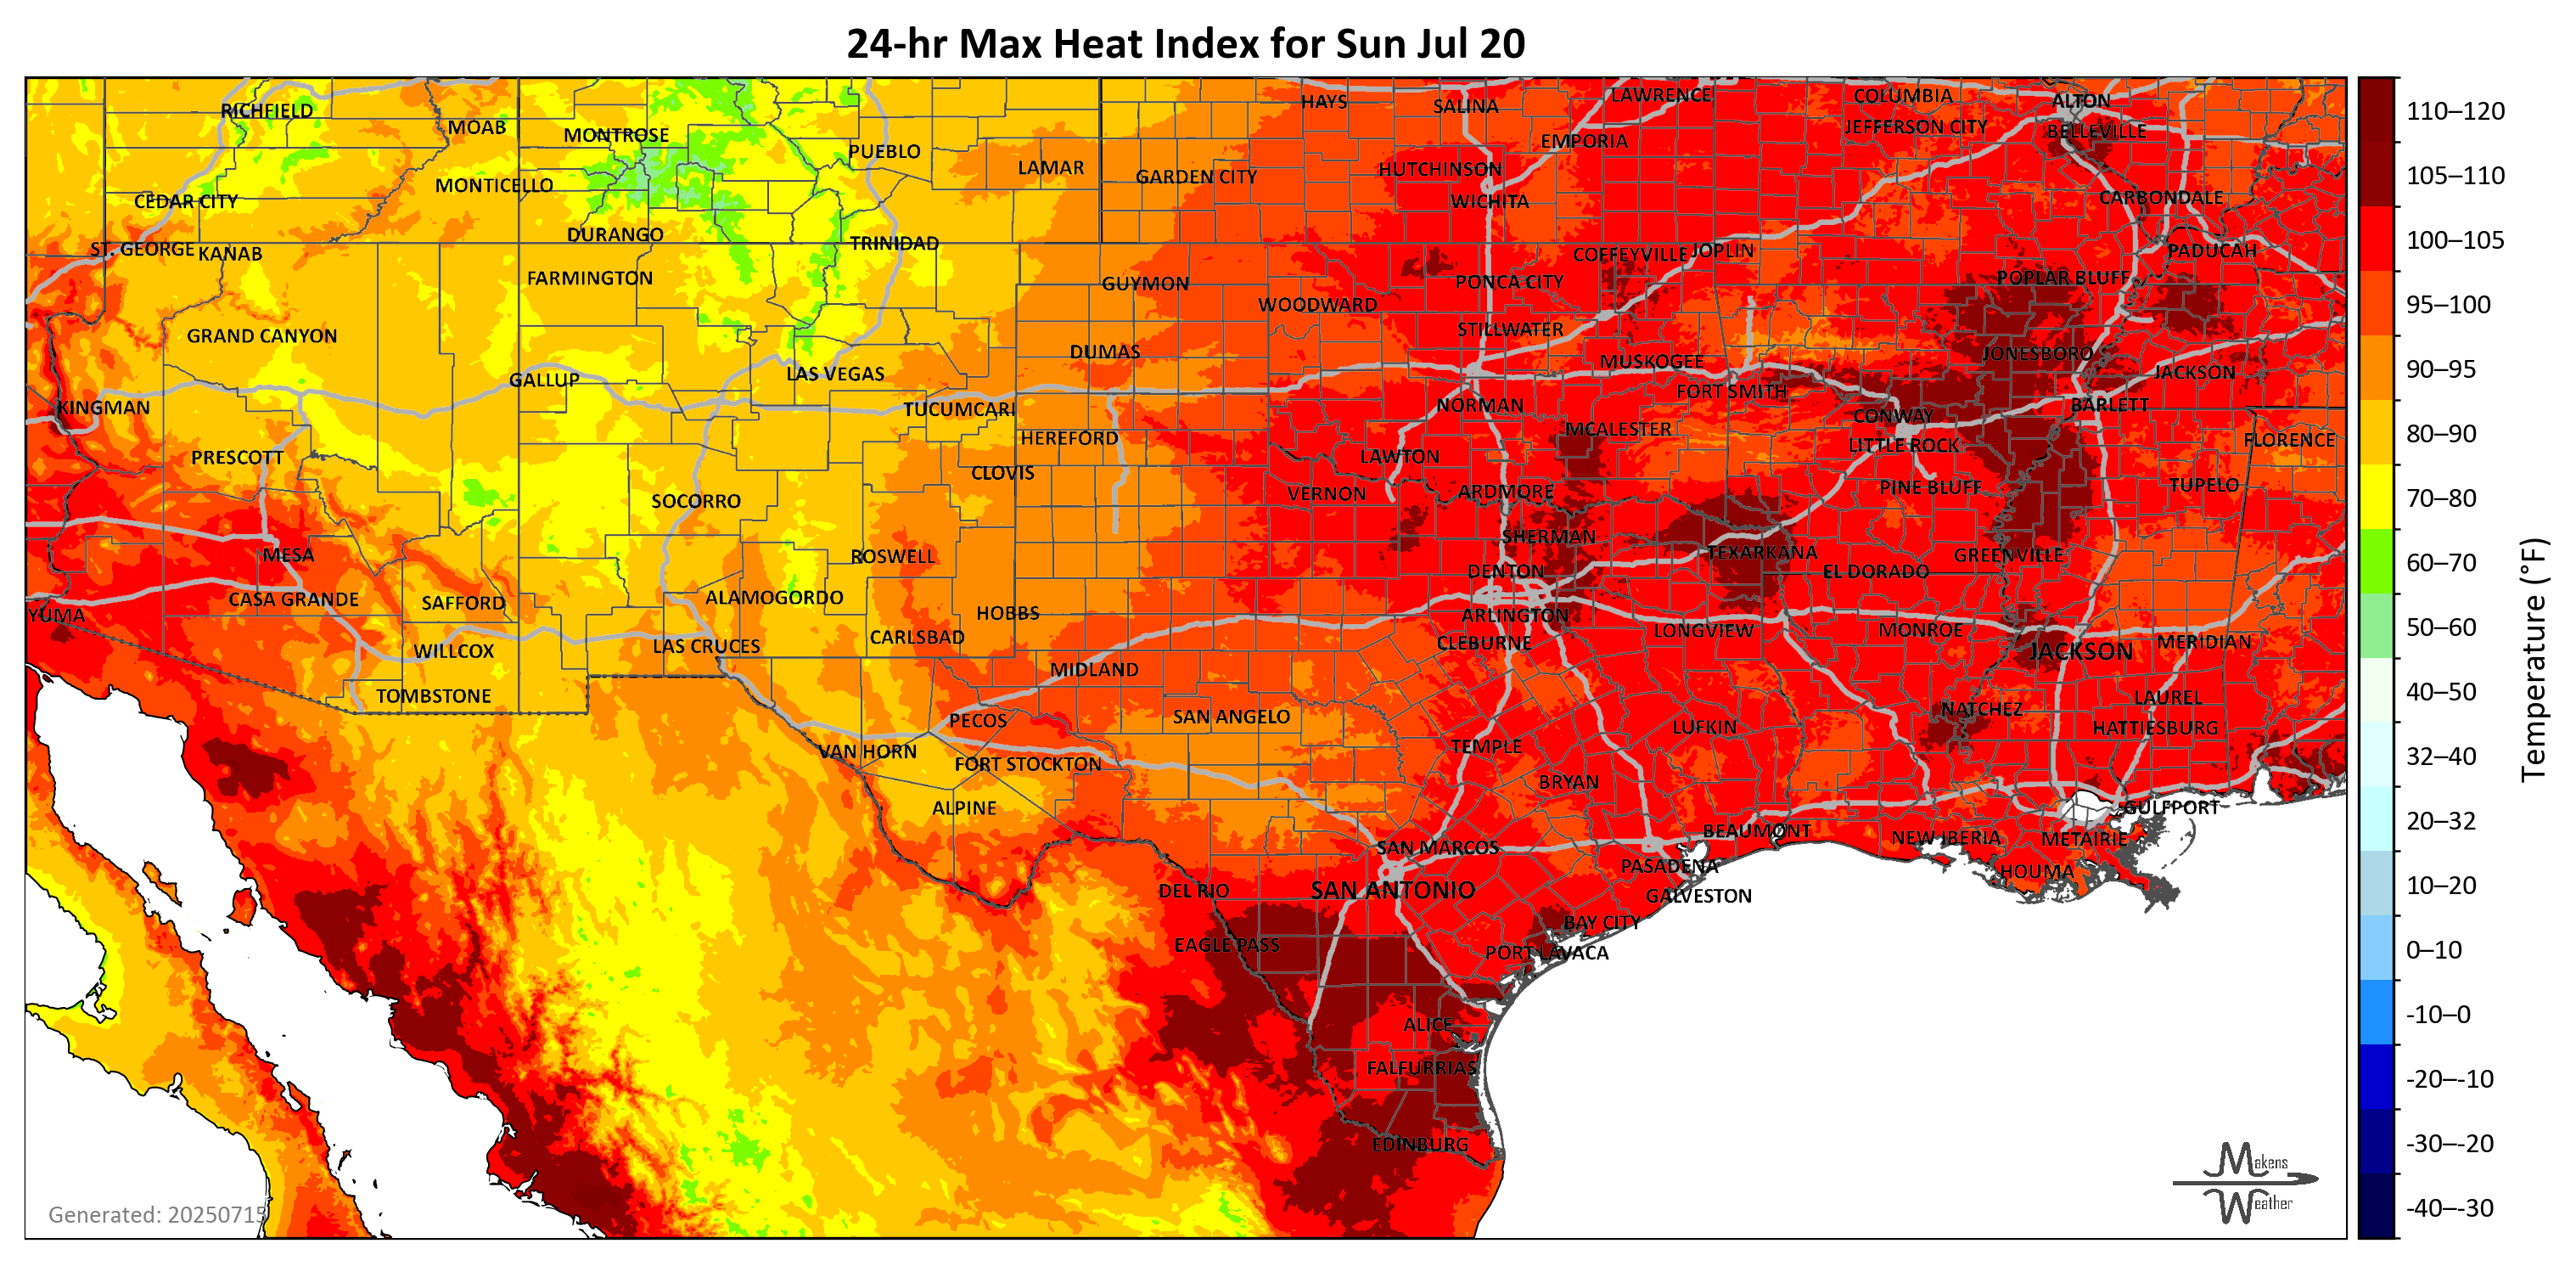 24-hr Max Heat Index for Sun Jul 20
RICHFIELD
MOAB
MONTROSE
PUEBLO
LAMAR
GARDEN CITY
HAYS
SALINA
LAWRENCE
EMPORIA
COLUMBIA
JEFFERSON CITY
ALTON
BELLEVILLE
CEDAR CITY
MONTICELLO
HUTCHINSON
WICHITA
CARBONDALE
ST. GEORGE
KANAB
DURANGO
TRINIDAD
COFFEYVILLE
JOPLIN
PADUCAH
FARMINGTON
GUYMON
WOODWARD
PONCA CITY
POPLAR BLUFF
GRAND CANYON
DUMAS
STILLWATER
MUSKOGEE
JONESBORO
GALLUP
LAS VEGAS
FORT SMITH
JACKSON
KINGMAN
TUCUMCARI
NORMAN
CONWAY
BARLETT
PRESCOTT
HEREFORD
MCALESTER
LITTLE ROCK
FLORENCE
CLOVIS
LAWTON
SOCORRO
VERNON
ARDMORE
PINE BLUFF
TUPELO
MESA
ROSWELL
SHERMAN
TEXARKANA
GREENVILLE
DENTON
EL DORADO
CASA GRANDE
SAFFORD
ALAMOGORDO
HOBBS
ARLINGTON
YUMA
WILLCOX
LAS CRUCES
CARLSBAD
CLEBURNE
LONGVIEW
MONROE
JACKSON
MERIDIAN
TOMBSTONE
MIDLAND
LAUREL
PECOS
SAN ANGELO
NATCHEZ
LUFKIN
HATTIESBURG
VAN HORN
FORT STOCKTON
TEMPLE
BRYAN
ALPINE
GULFPORT
SAN MARCOS
BEAUMONT
NEW IBERIA
METAIRIE
PASADENA
HOUMA
DEL RIO
SAN ANTONIO
GALVESTON
BAY CITY
EAGLE PASS
PORT LAVACA
ALICE
FALFURRIAS
EDINBURG
Generated: 20250715
Makens
Weather
110–120
105–110
100–105
95–100
90–95
80–90
70–80
60–70
50–60
40–50
32–40
20–32
10–20
0–10
-10–0
-20–-10
-30–-20
-40–-30
Temperature (°F)